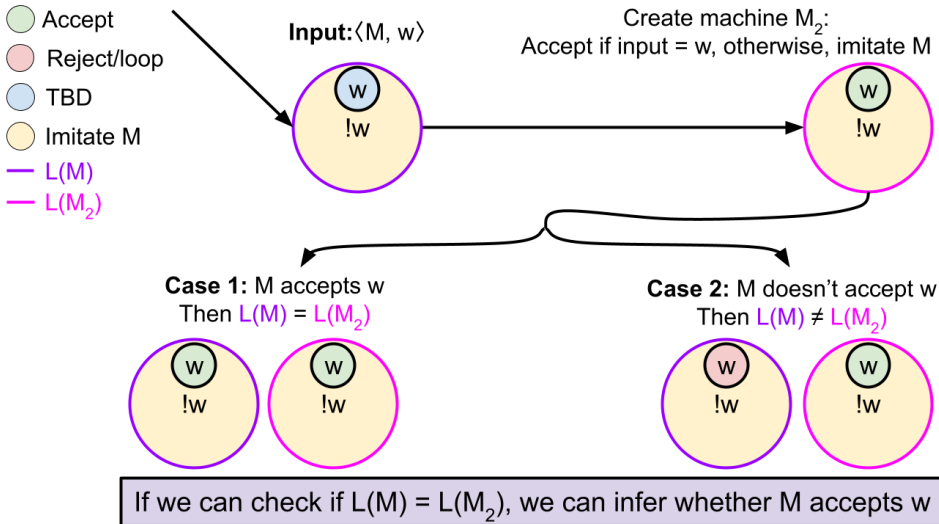 Accept
Reject/loop
TBD
Imitate M
L(M)
L(M₂)
Input:⟨M, w⟩
w
!w
Create machine M₂:
Accept if input = w, otherwise, imitate M
w
!w
Case 1: M accepts w
Then L(M) = L(M₂)
w
!w
w
!w
Case 2: M doesn’t accept w
Then L(M) ≠ L(M₂)
w
!w
w
!w
If we can check if L(M) = L(M₂), we can infer whether M accepts w